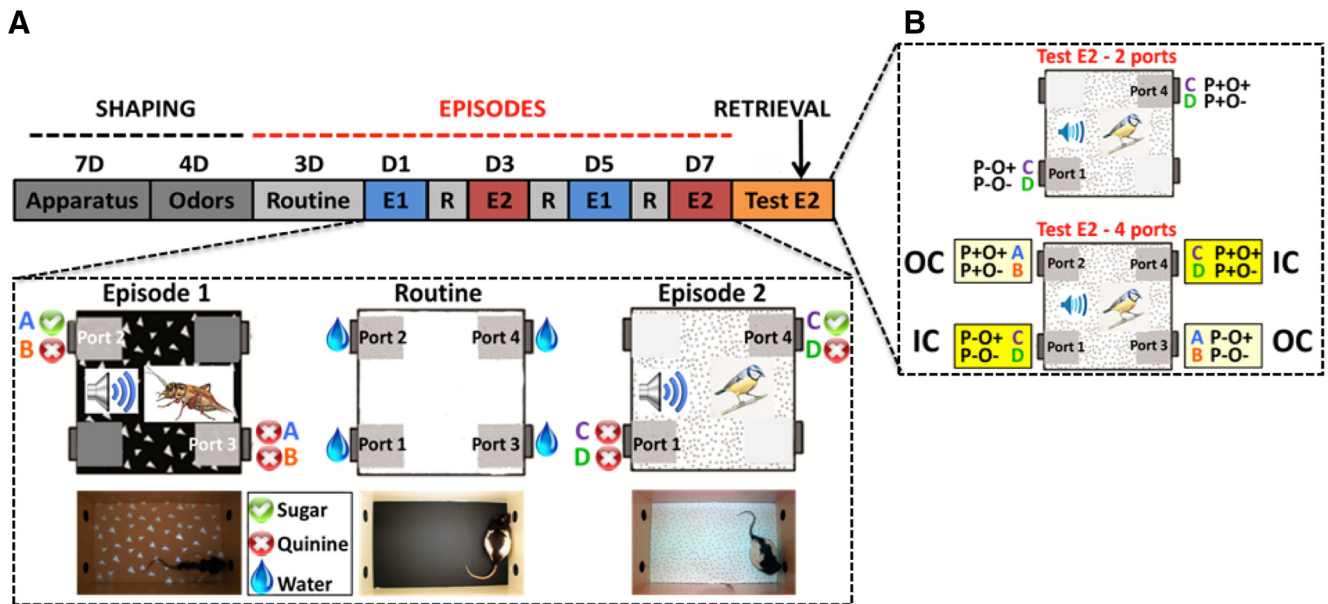 A
SHAPING EPISODES RETRIEVAL
7D 4D 3D D1 D3 D5 D7
Apparatus Odors Routine E1 R E2 R E1 R E2 Test E2
Episode 1 Routine Episode 2
A Port 2 Port 2 Port 4 Port 4 C
B D
Port 3 A Port 1 Port 3 C Port 1
B D
Sugar
Quinine
Water
B
Test E2 - 2 ports
Port 4 C P+O+
D P+O-
P-O+ C
P-O- D Port 1
Test E2 - 4 ports
OC P+O+ A Port 2 Port 4 C P+O+ IC
P+O- B D P+O-
IC P-O+ C Port 1 Port 3 A P-O+ OC
P-O- D B P-O-